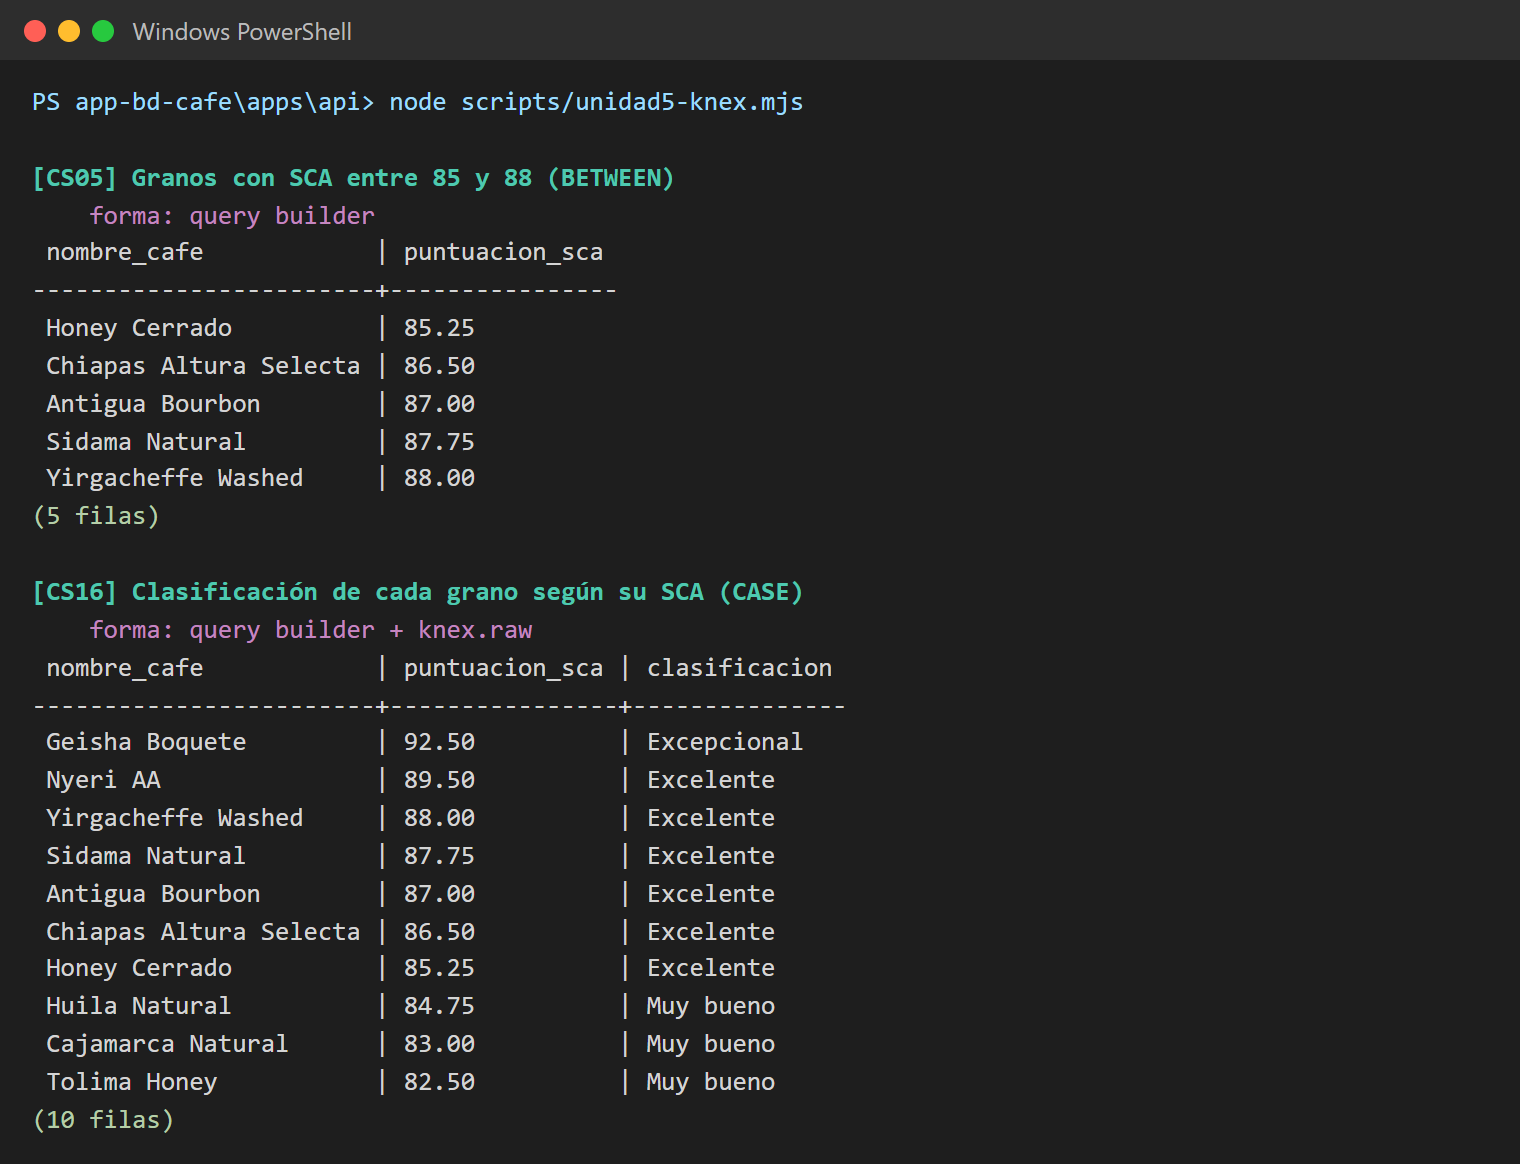 Windows PowerShell
PS app-bd-cafe\apps\api> node scripts/unidad5-knex.mjs
[CS05] Granos con SCA entre 85 y 88 (BETWEEN)
forma: query builder
nombre_cafe | puntuacion_sca
------------------------+----------------
Honey Cerrado | 85.25
Chiapas Altura Selecta | 86.50
Antigua Bourbon | 87.00
Sidama Natural | 87.75
Yirgacheffe Washed | 88.00
(5 filas)
[CS16] Clasificación de cada grano según su SCA (CASE)
forma: query builder + knex.raw
nombre_cafe | puntuacion_sca | clasificacion
------------------------+----------------+---------------
Geisha Boquete | 92.50 | Excepcional
Nyeri AA | 89.50 | Excelente
Yirgacheffe Washed | 88.00 | Excelente
Sidama Natural | 87.75 | Excelente
Antigua Bourbon | 87.00 | Excelente
Chiapas Altura Selecta | 86.50 | Excelente
Honey Cerrado | 85.25 | Excelente
Huila Natural | 84.75 | Muy bueno
Cajamarca Natural | 83.00 | Muy bueno
Tolima Honey | 82.50 | Muy bueno
(10 filas)